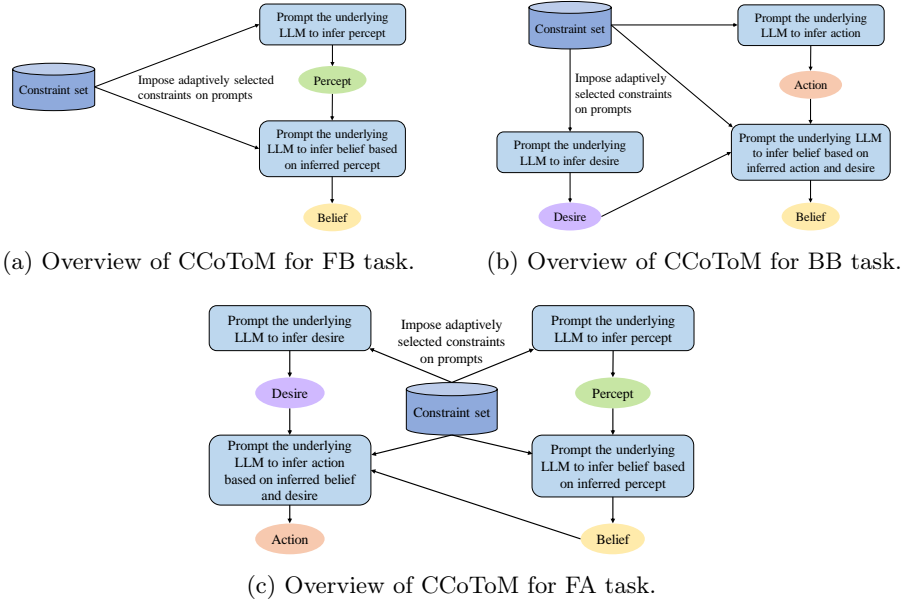 Prompt the underlying
LLM to infer percept
Constraint set
Impose adaptively selected
constraints on prompts
Percept
Prompt the underlying
LLM to infer belief based
on inferred percept
Belief
(a) Overview of CCoToM for FB task.
Constraint set
Prompt the underlying
LLM to infer action
Impose adaptively
selected constraints
on prompts
Action
Prompt the underlying
LLM to infer desire
Prompt the underlying LLM
to infer belief based on
inferred action and desire
Desire
Belief
(b) Overview of CCoToM for BB task.
Prompt the underlying
LLM to infer desire
Impose adaptively
selected constraints
on prompts
Prompt the underlying
LLM to infer percept
Desire
Constraint set
Percept
Prompt the underlying
LLM to infer action
based on inferred belief
and desire
Prompt the underlying
LLM to infer belief based
on inferred percept
Action
Belief
(c) Overview of CCoToM for FA task.